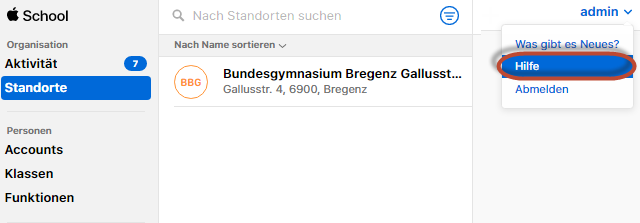 School
Organisation
Aktivität 7
Standorte
Personen
Accounts
Klassen
Funktionen
Nach Standorten suchen
Nach Name sortieren
BBG
Bundesgymnasium Bregenz Gallusst...
Gallusstr. 4, 6900, Bregenz
admin
Was gibt es Neues?
Hilfe
Abmelden